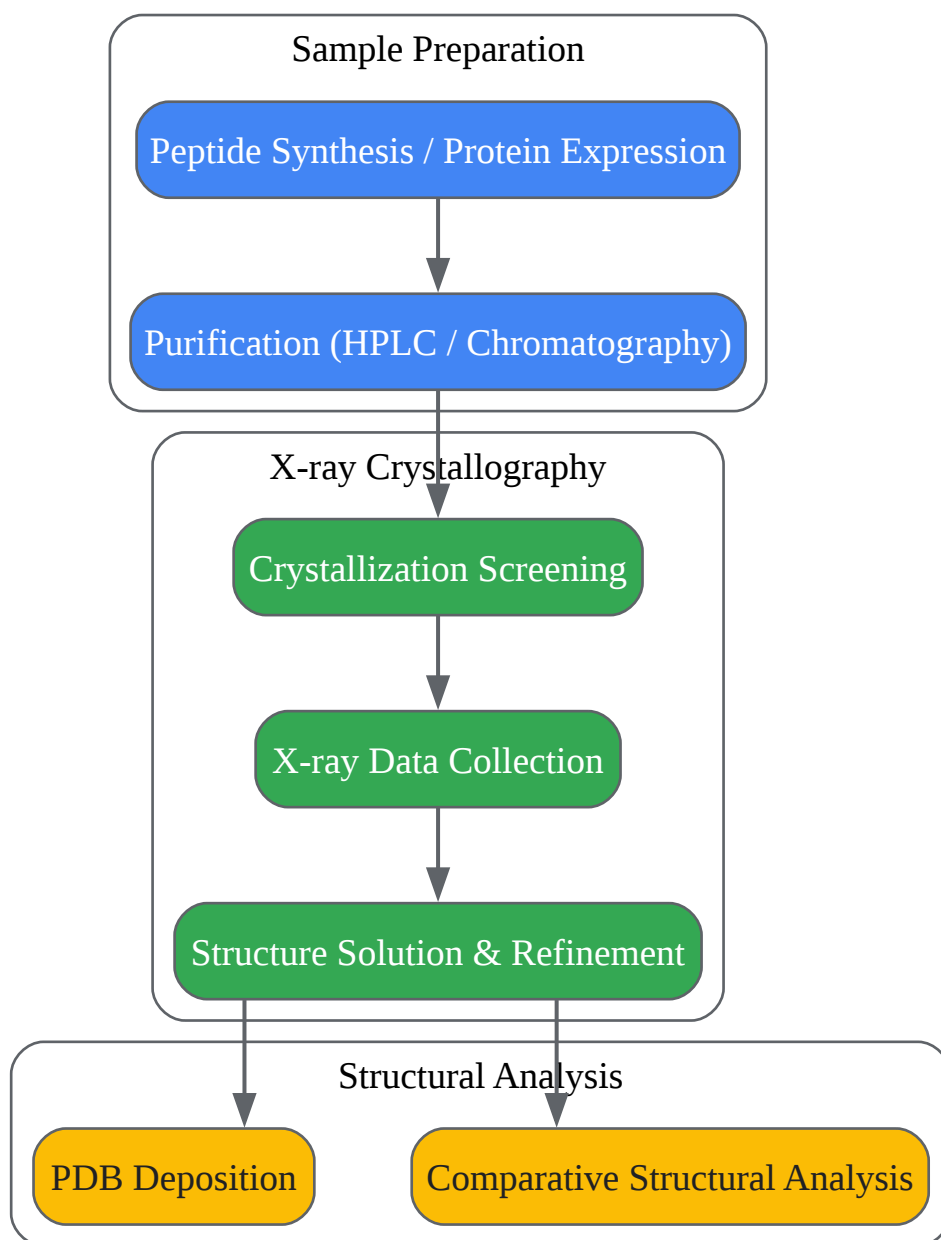 Sample Preparation
Peptide Synthesis / Protein Expression
Purification (HPLC / Chromatography)
X-ray Crystallography
Crystallization Screening
X-ray Data Collection
Structure Solution & Refinement
Structural Analysis
PDB Deposition
Comparative Structural Analysis